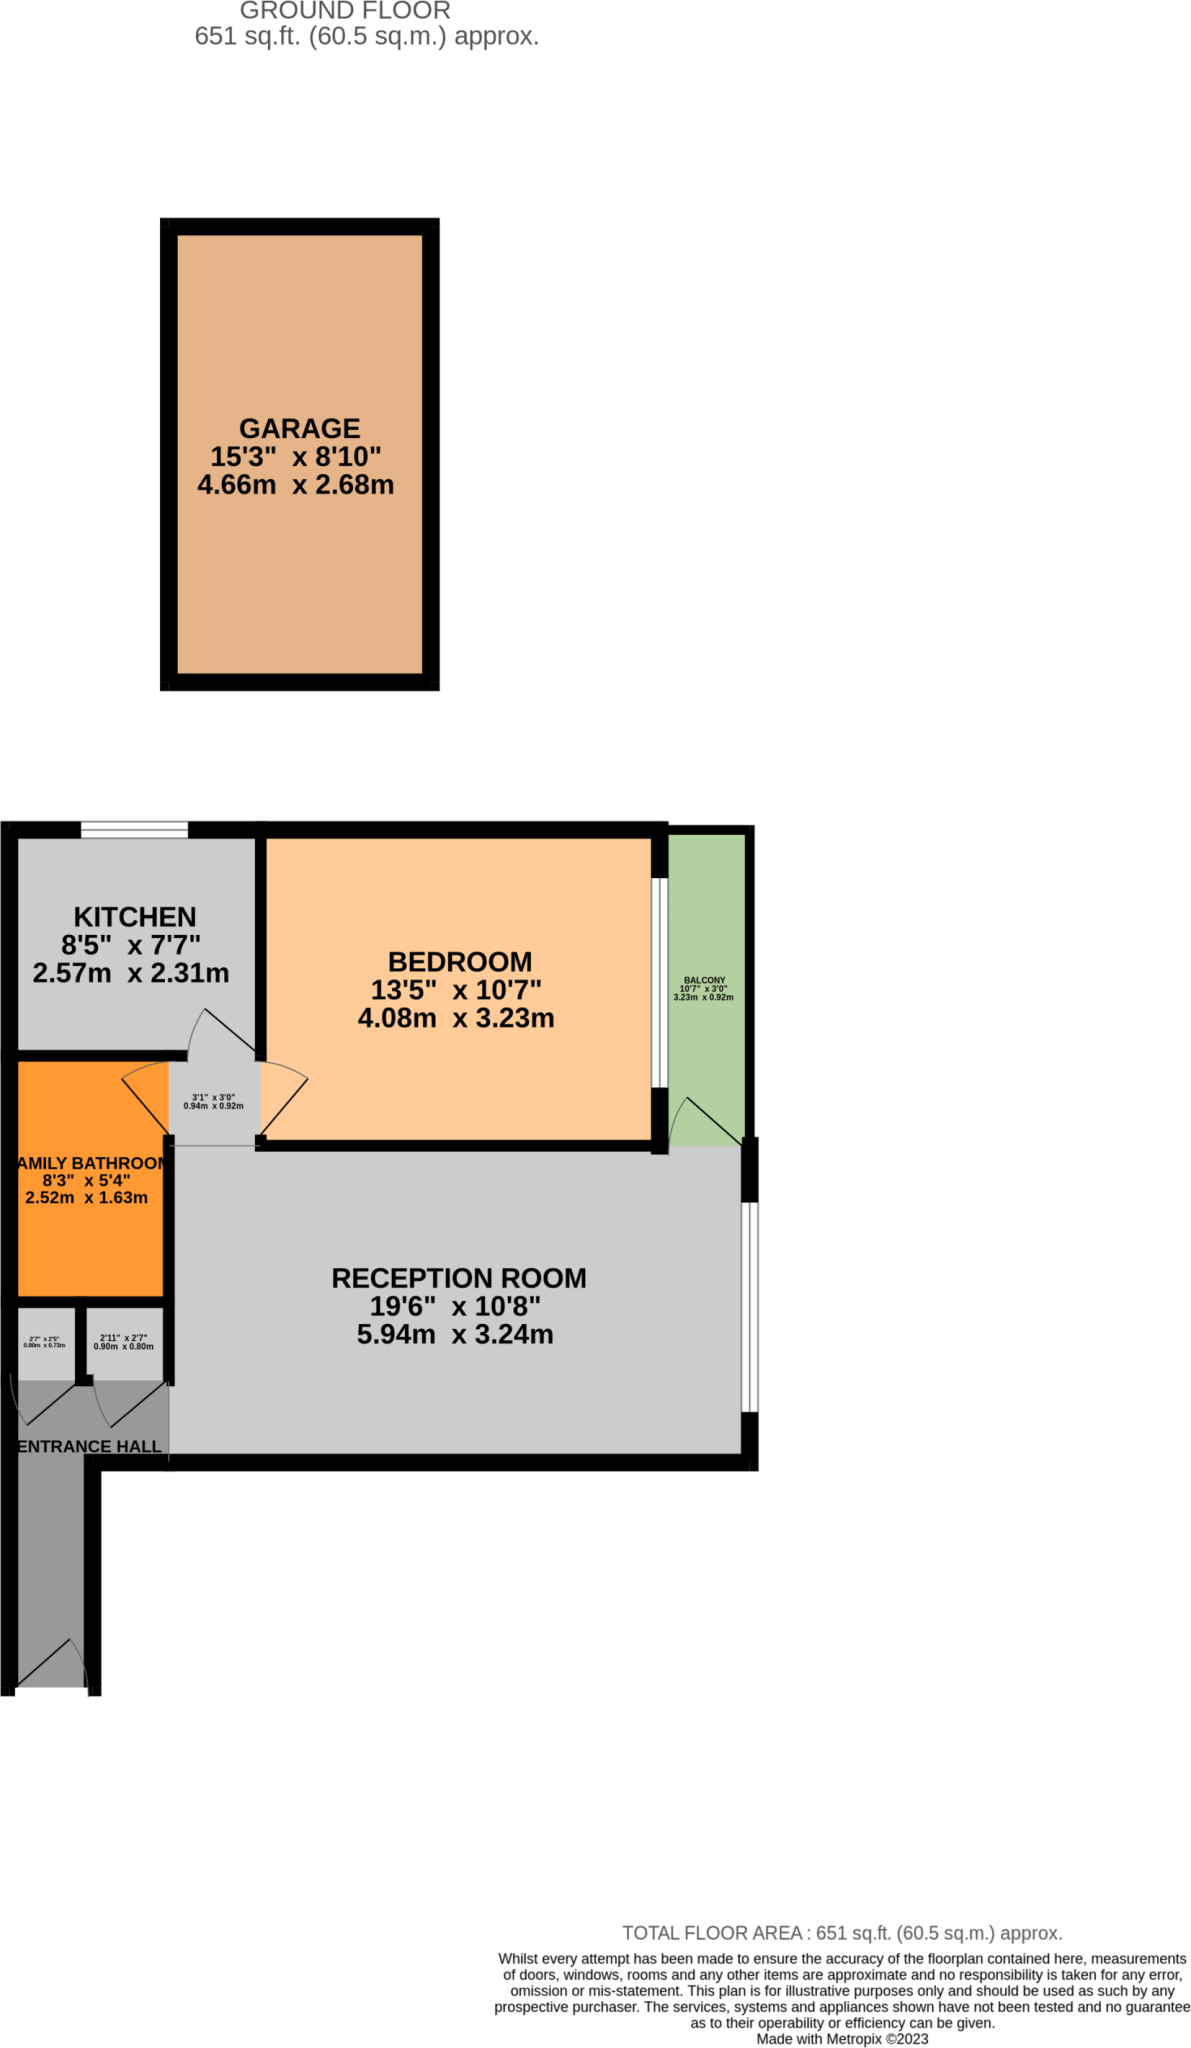 GROUND FLOOR
651 sq.ft. (60.5 sq.m.) approx.
GARAGE
15'3" x 8'10"
4.66m x 2.68m
KITCHEN
8'5" x 7'7"
2.57m x 2.31m
BEDROOM
13'5" x 10'7"
4.08m x 3.23m
BALCONY
10'7" x 3'0"
3.23m x 0.92m
3'1" x 3'0"
0.94m x 0.92m
AMILY BATHROOM
8'3" x 5'4"
2.52m x 1.63m
RECEPTION ROOM
19'6" x 10'8"
5.94m x 3.24m
2'7" x 2'5"
0.80m x 0.73m
2'11" x 2'7"
0.90m x 0.80m
ENTRANCE HALL
TOTAL FLOOR AREA : 651 sq.ft. (60.5 sq.m.) approx.
Whilst every attempt has been made to ensure the accuracy of the floorplan contained here, measurements
of doors, windows, rooms and any other items are approximate and no responsibility is taken for any error,
omission or mis-statement. This plan is for illustrative purposes only and should be used as such by any
prospective purchaser. The services, systems and appliances shown have not been tested and no guarantee
as to their operability or efficiency can be given.
Made with Metropix ©2023